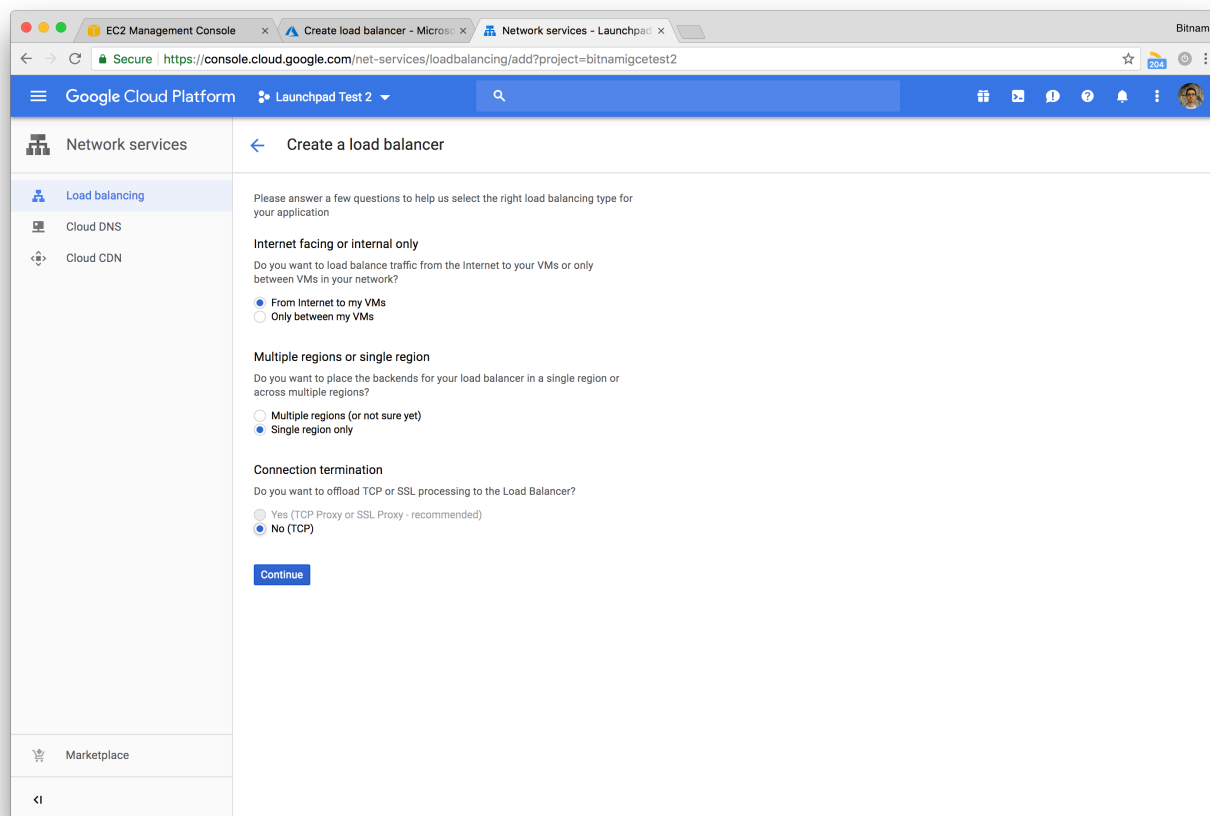 EC2 Management Console
Create load balancer - Microso
Network services - Launchpad
Bitnam
Secure https://console.cloud.google.com/net-services/loadbalancing/add?project=bitnamigcetest2
204
Google Cloud Platform
Launchpad Test 2
Network services
Create a load balancer
Load balancing
Cloud DNS
Cloud CDN
Please answer a few questions to help us select the right load balancing type for
your application
Internet facing or internal only
Do you want to load balance traffic from the Internet to your VMs or only
between VMs in your network?
From Internet to my VMs
Only between my VMs
Multiple regions or single region
Do you want to place the backends for your load balancer in a single region or
across multiple regions?
Multiple regions (or not sure yet)
Single region only
Connection termination
Do you want to offload TCP or SSL processing to the Load Balancer?
Yes (TCP Proxy or SSL Proxy - recommended)
No (TCP)
Continue
Marketplace